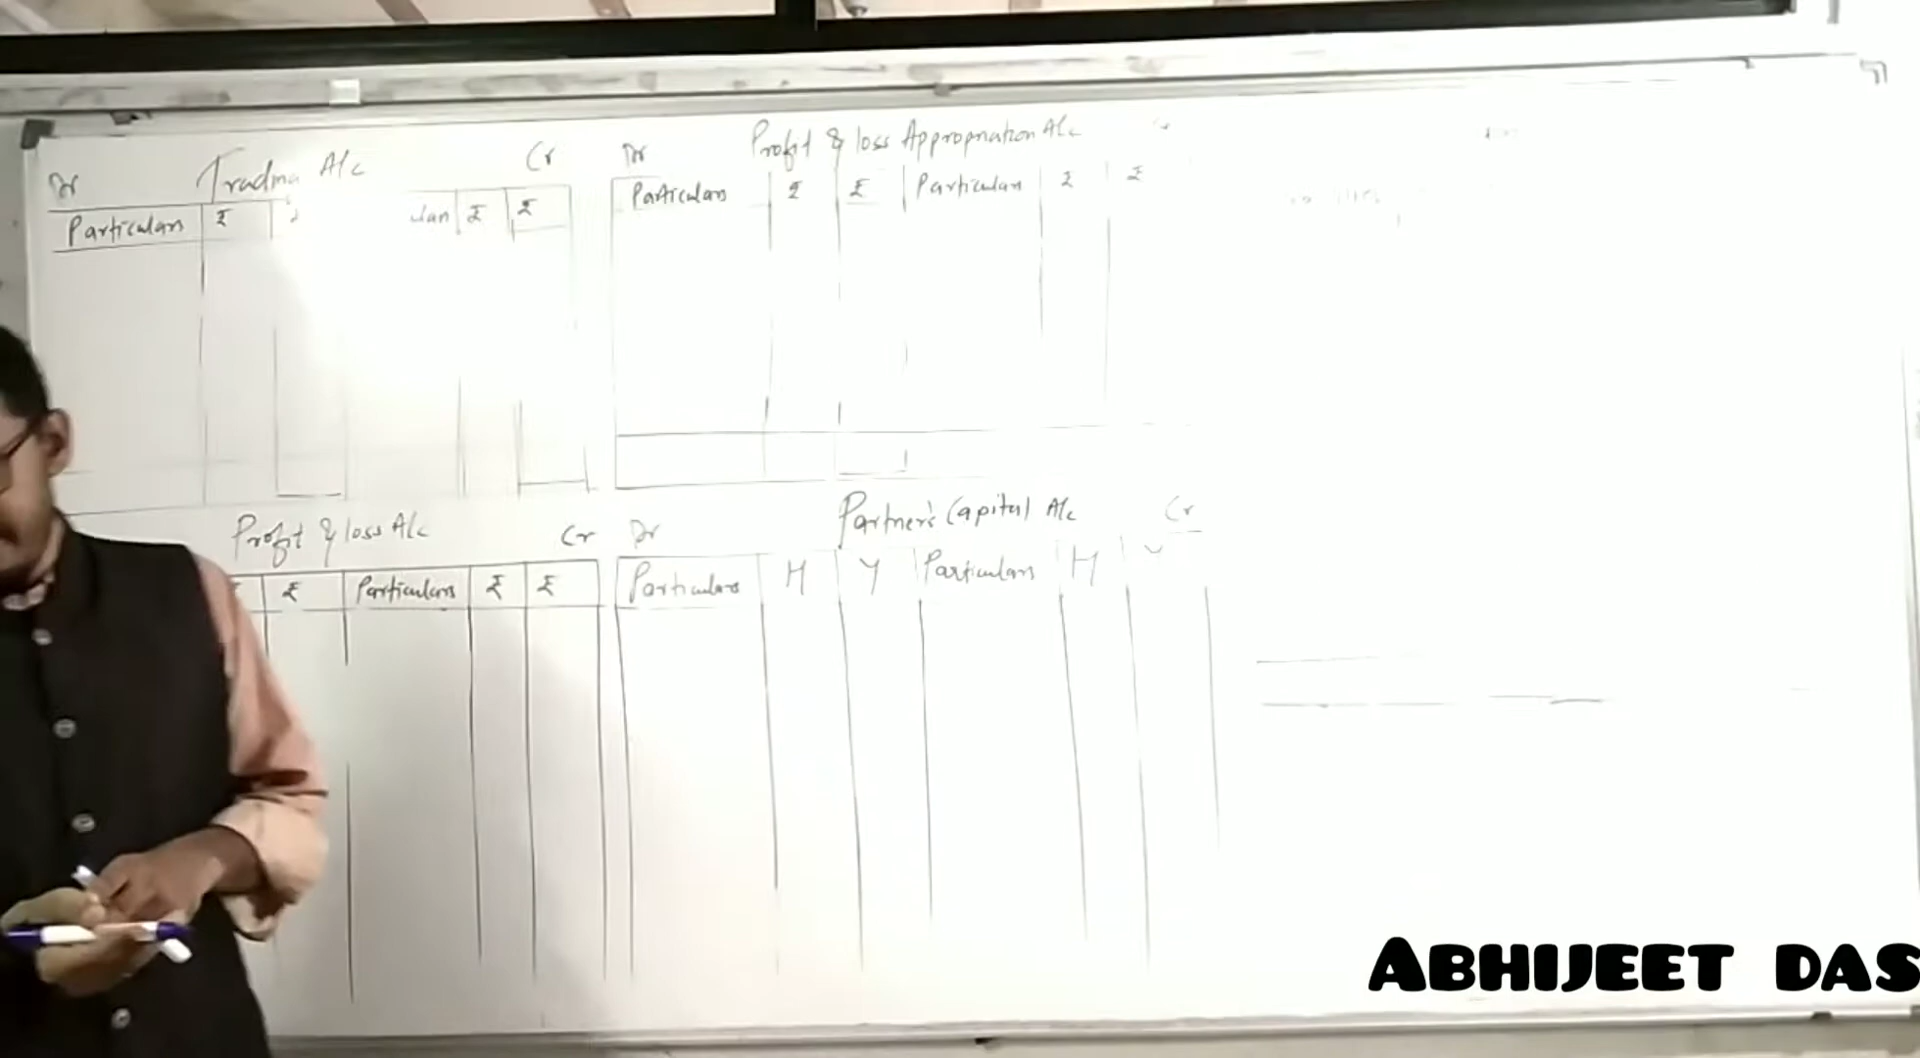 Dr Trading A/c Cr
Particulars ₹ ulars ₹ ₹
Dr Profit & loss Appropriation A/c
Particulars ₹ ₹ Particulars ₹ ₹
Profit & loss A/c Cr
₹ Particulars ₹ ₹
Dr Partner's Capital A/c Cr
Particulars H Y Particulars H Y
ABHIJEET DAS